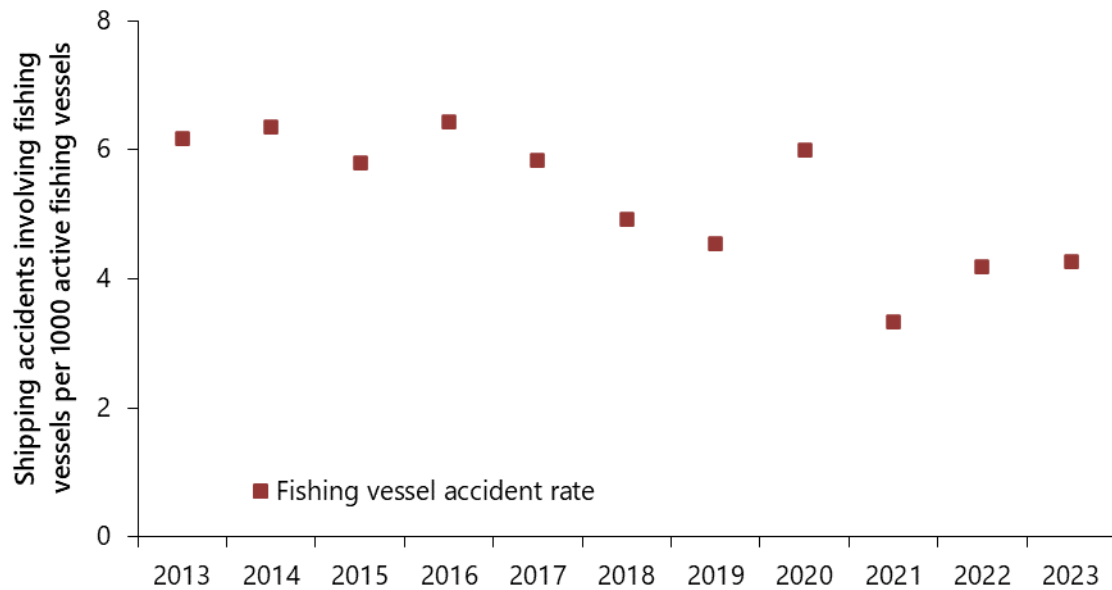 Shipping accidents involving fishing
vessels per 1000 active fishing vessels
8
6
4
2
0
Fishing vessel accident rate
2013 2014 2015 2016 2017 2018 2019 2020 2021 2022 2023